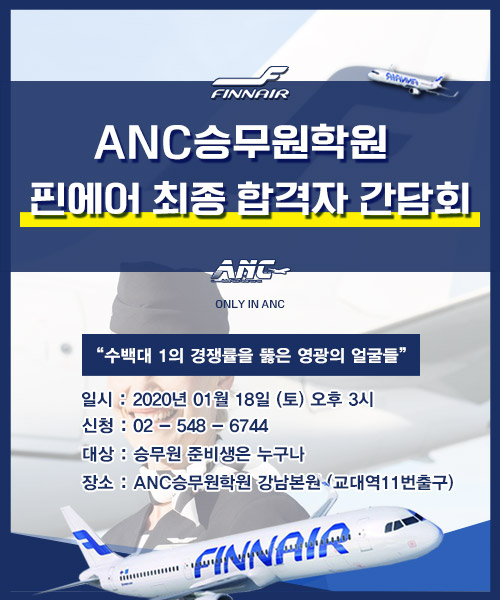 FINNAIR
FINNAIR
ANC승무원학원
핀에어 최종 합격자 간담회
ANC
ONLY IN ANC
“수백대 1의 경쟁률을 뚫은 영광의 얼굴들”
일시 : 2020년 01월 18일 (토) 오후 3시
신청 : 02 - 548 - 6744
대상 : 승무원 준비생은 누구나
장소 : ANC승무원학원 강남본원 (교대역11번출구)
FINNAIR